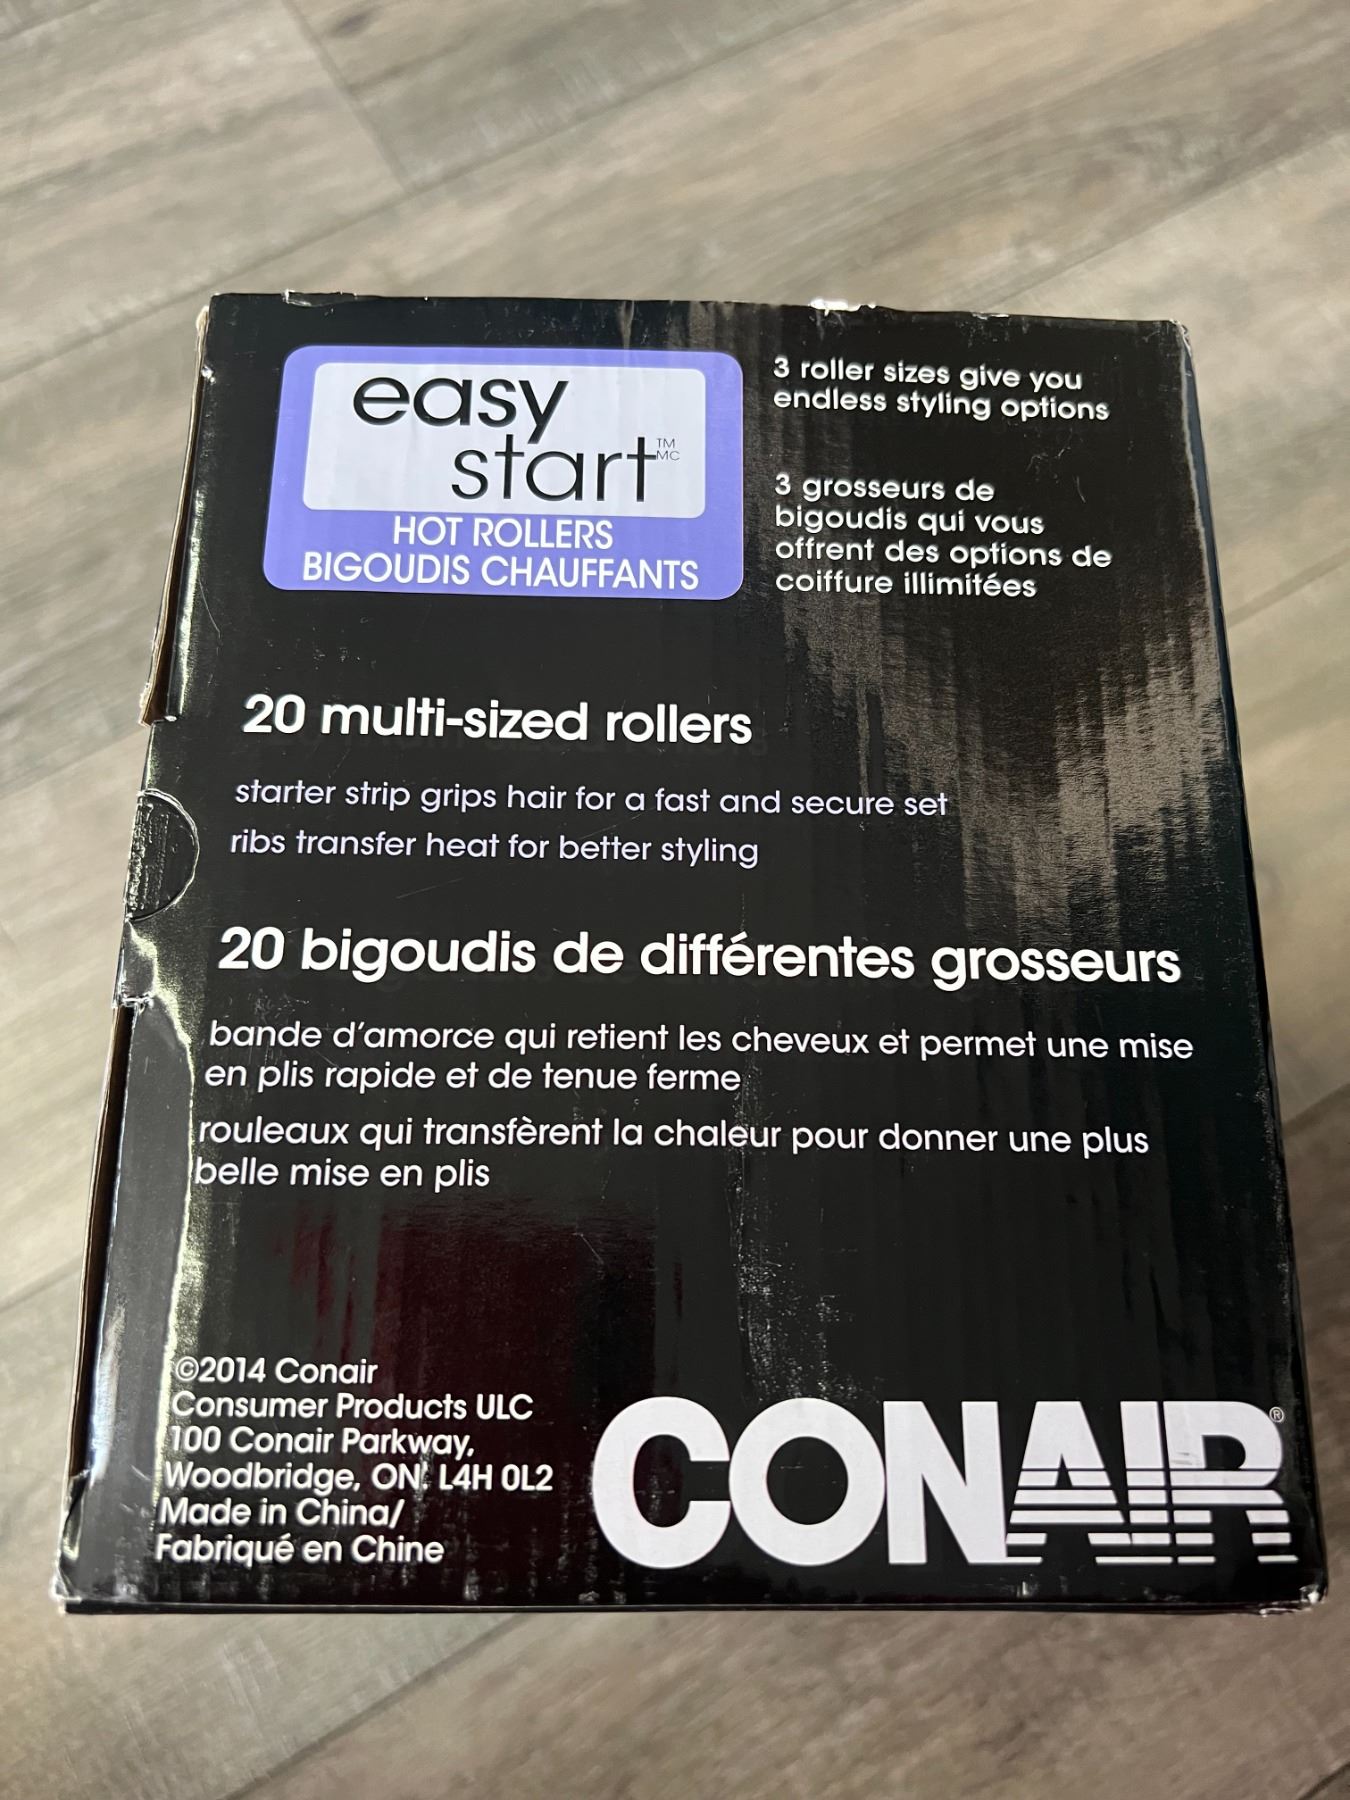 easy
start™
MC
HOT ROLLERS
BIGOUDIS CHAUFFANTS
3 roller sizes give you
endless styling options
3 grosseurs de
bigoudis qui vous
offrent des options de
coiffure illimitées
20 multi-sized rollers
starter strip grips hair for a fast and secure set
ribs transfer heat for better styling
20 bigoudis de différentes grosseurs
bande d'amorce qui retient les cheveux et permet une mise
en plis rapide et de tenue ferme
rouleaux qui transfèrent la chaleur pour donner une plus
belle mise en plis
©2014 Conair
Consumer Products ULC
100 Conair Parkway,
Woodbridge, ON L4H 0L2
Made in China/
Fabriqué en Chine
CONAIR®